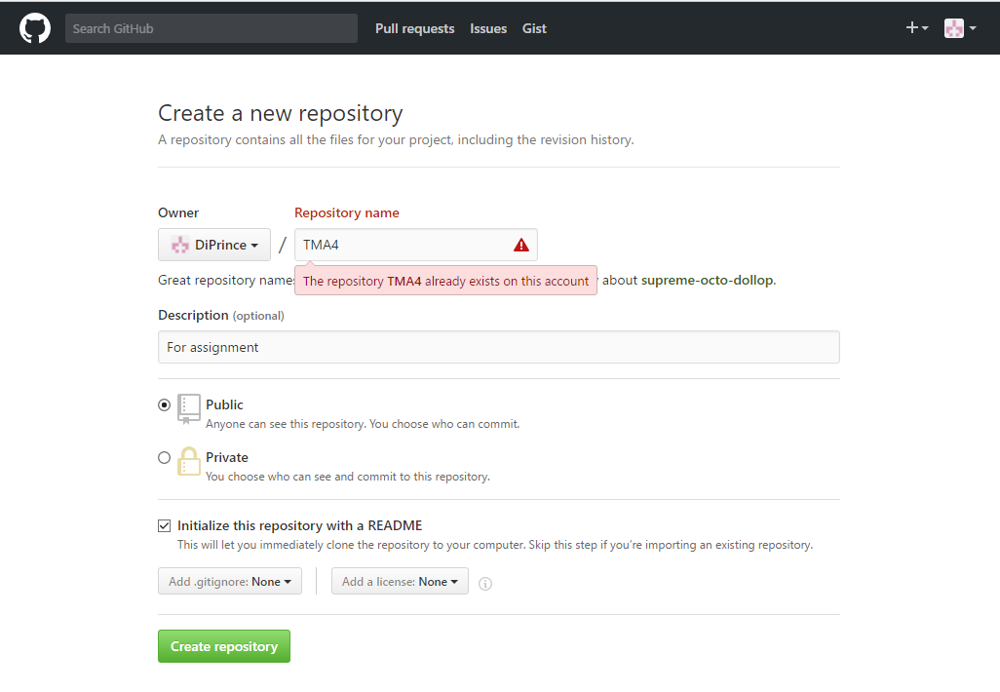 Search GitHub Pull requests Issues Gist
Create a new repository
A repository contains all the files for your project, including the revision history.
Owner Repository name
DiPrince / TMA4
Great repository names The repository TMA4 already exists on this account about supreme-octo-dollop.
Description (optional)
For assignment
Public
Anyone can see this repository. You choose who can commit.
Private
You choose who can see and commit to this repository.
Initialize this repository with a README
This will let you immediately clone the repository to your computer. Skip this step if you’re importing an existing repository.
Add .gitignore: None Add a license: None
Create repository